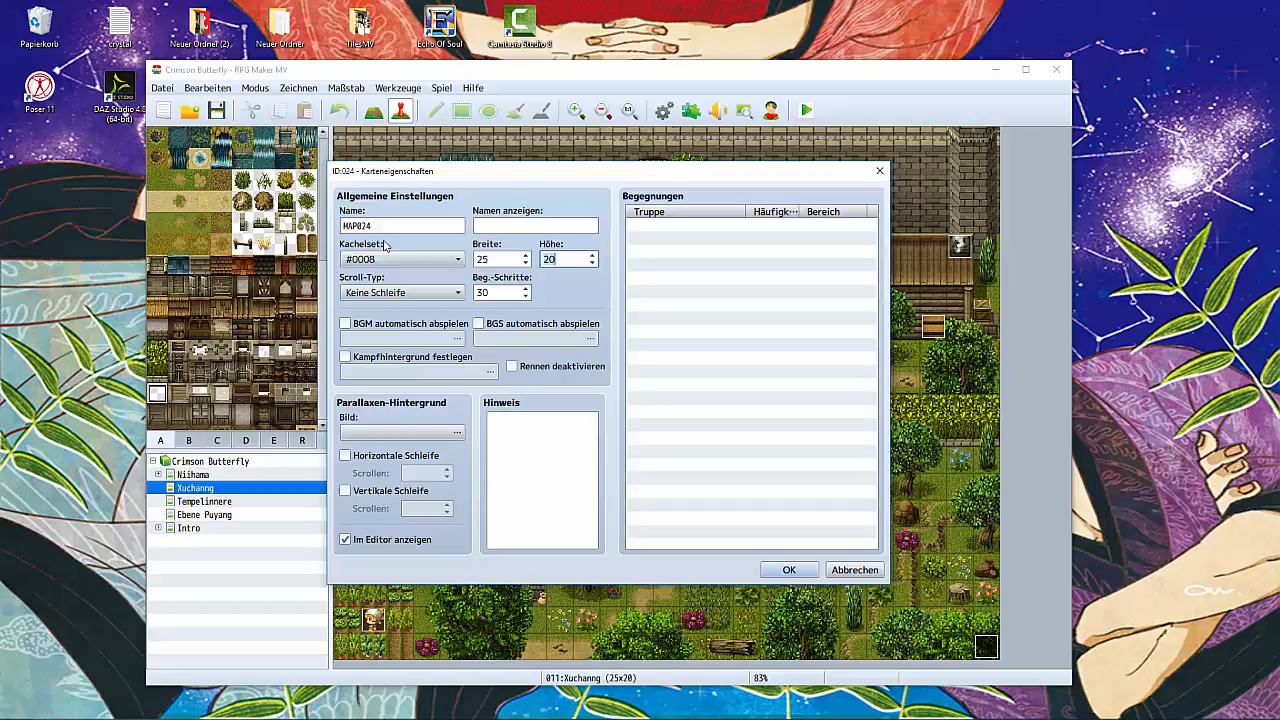 Papierkorb
crystal
Neuer Ordner (2)
Neuer Ordner
TilesMV
Echo Of Soul
Camtasia Studio 8
Paser 11
DAZ Studio 4.8
(64-bit)
Crimson Butterfly - RPG Maker MV
Datei Bearbeiten Modus Zeichnen Maßstab Werkzeuge Spiel Hilfe
1:1
ID:024 - Karteneigenschaften
Allgemeine Einstellungen
Name:
Namen anzeigen:
MAP024
Kachelset:
Breite:
Höhe:
#0008
25
20
Scroll-Typ:
Beg.-Schritte:
Keine Schleife
30
BGM automatisch abspielen
BGS automatisch abspielen
...
...
Kampfhintergrund festlegen
...
Rennen deaktivieren
Parallaxen-Hintergrund
Bild:
...
Horizontale Schleife
Scrollen:
Vertikale Schleife
Scrollen:
Im Editor anzeigen
Hinweis
Begegnungen
Truppe
Häufigk···
Bereich
OK
Abbrechen
A B C D E R
Crimson Butterfly
Niihama
Xuchanng
Tempelinnere
Ebene Puyang
Intro
011:Xuchanng (25x20)
83%